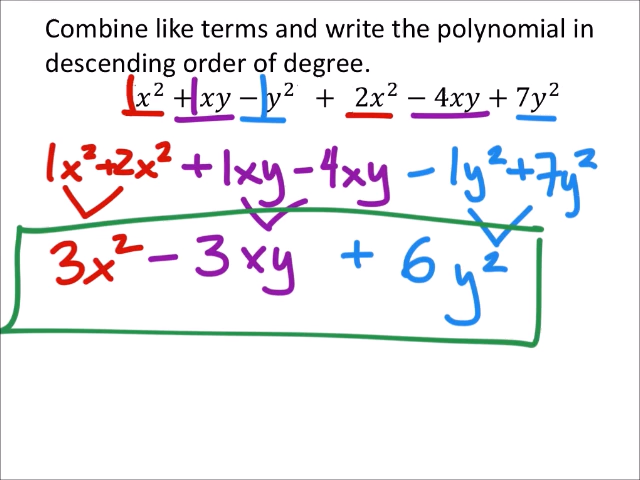 Combine like terms and write the polynomial in
descending order of degree.
1x² + 1xy − 1y² + 2x² − 4xy + 7y²
1x²+2x² + 1xy − 4xy − 1y² + 7y²
3x² − 3xy + 6y²